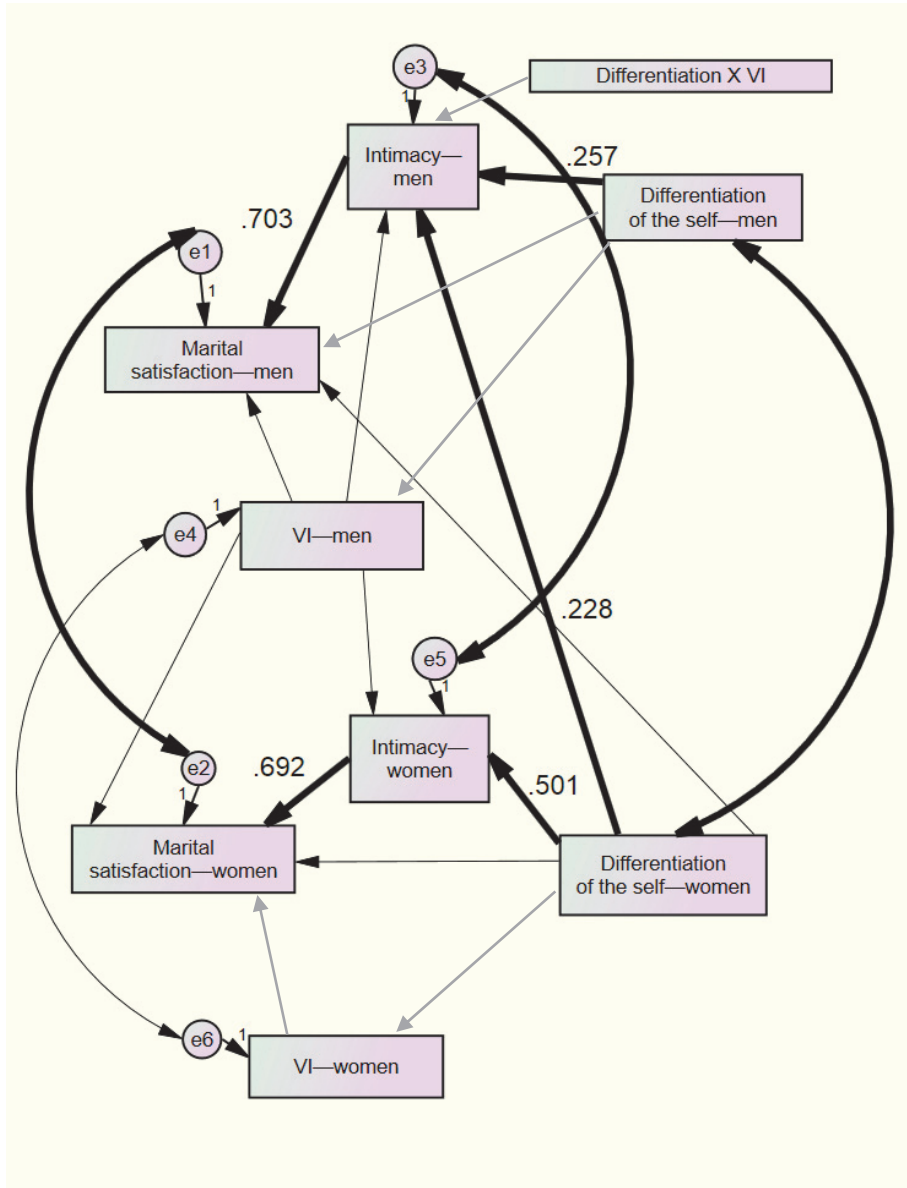 e3
Differentiation X VI
1
Intimacy—
men
.257
Differentiation
of the self—men
.703
e1
1
Marital
satisfaction—men
1
e4
VI—men
.228
e5
1
Intimacy—
women
.692
.501
e2
1
Marital
satisfaction—women
Differentiation
of the self—women
e6
1
VI—women